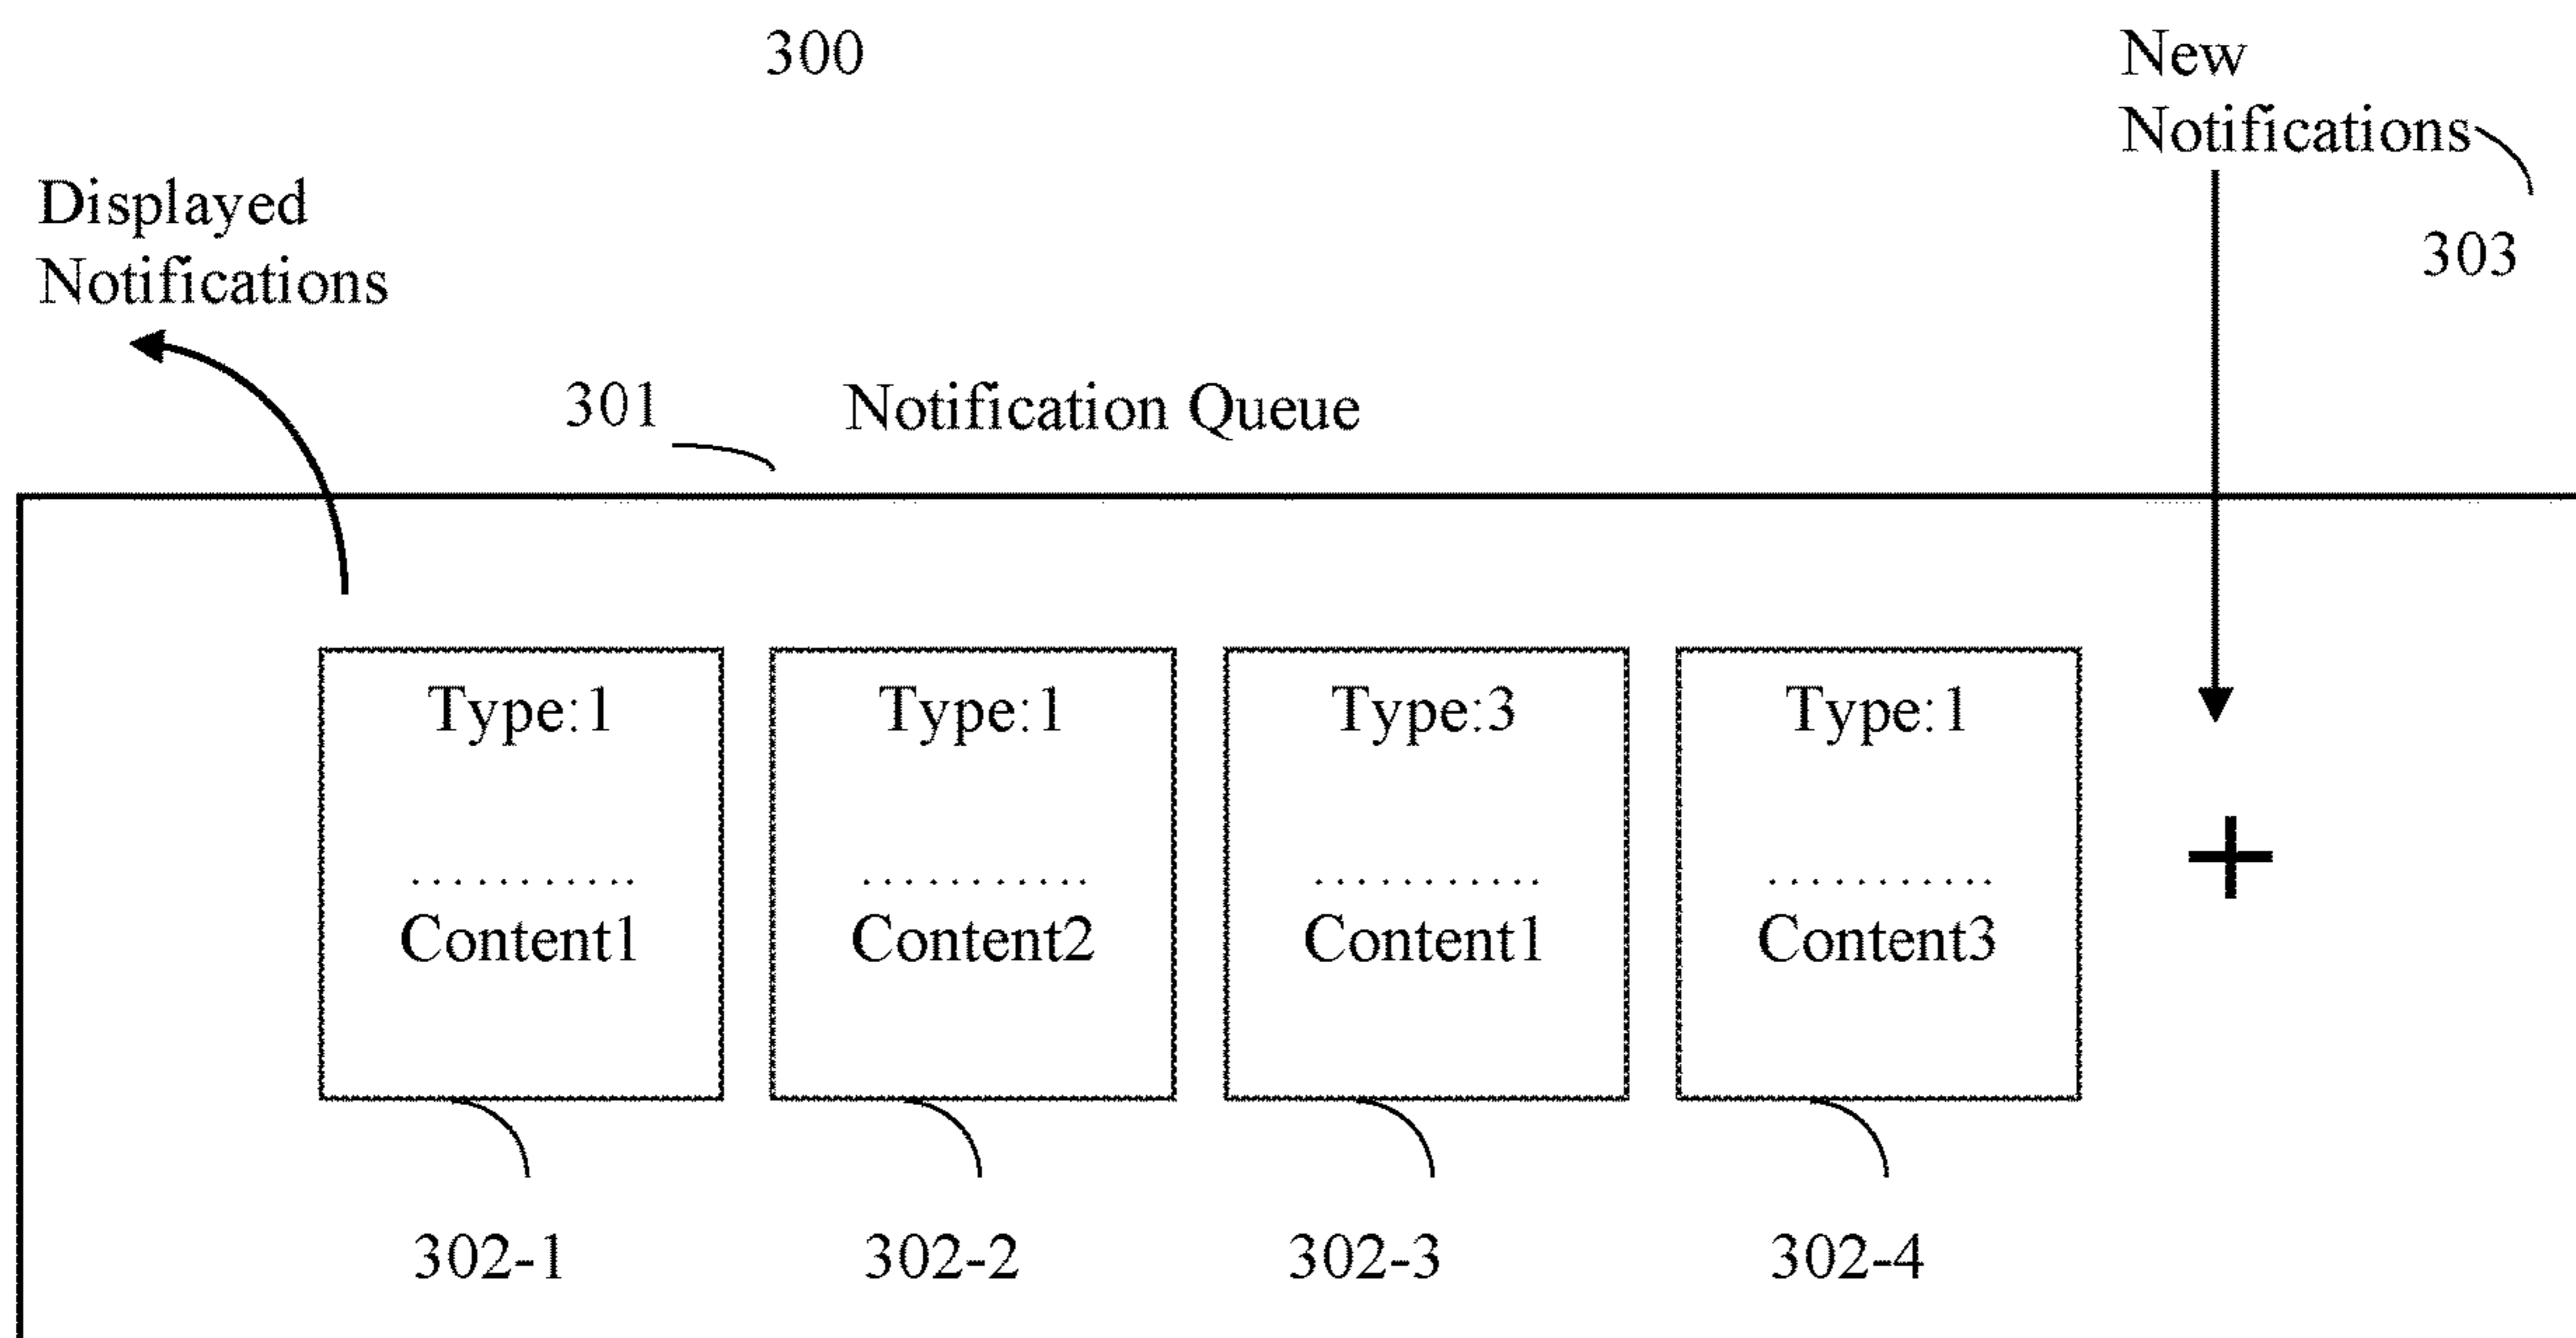 300
New
Notifications
303
Displayed
Notifications
301
Notification Queue
Type:1
...........
Content1
Type:1
...........
Content2
Type:3
...........
Content1
Type:1
...........
Content3
+
302-1
302-2
302-3
302-4